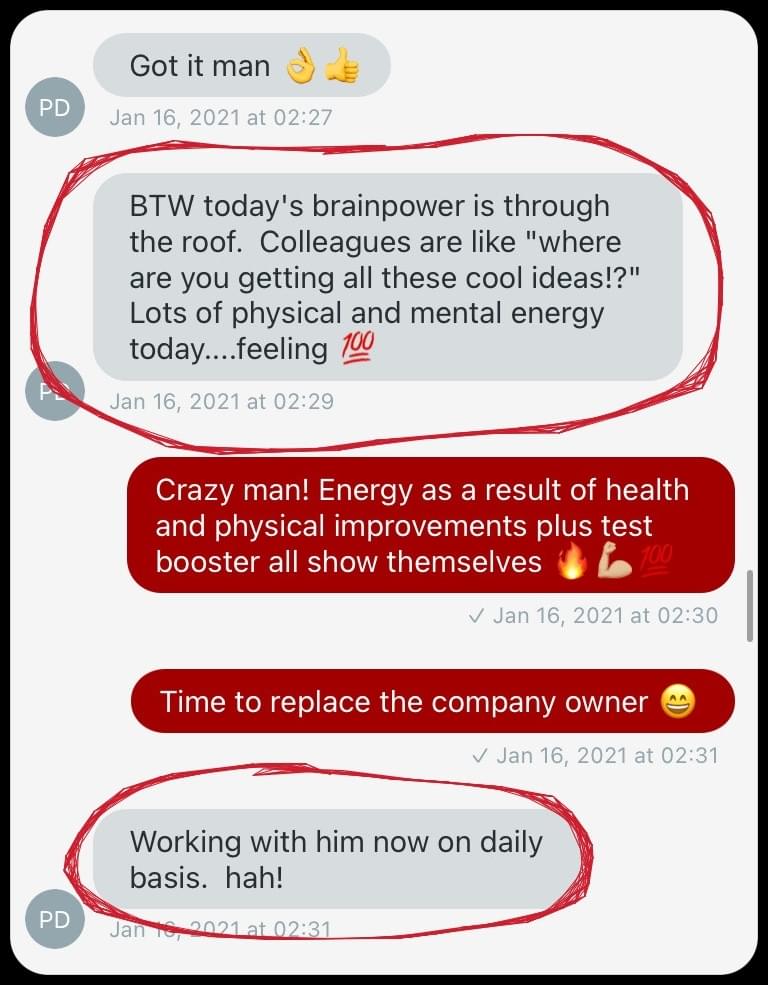 Got it man 👌👍
PD
Jan 16, 2021 at 02:27
BTW today's brainpower is through
the roof.  Colleagues are like "where
are you getting all these cool ideas!?"
Lots of physical and mental energy
today....feeling 💯
PD
Jan 16, 2021 at 02:29
Crazy man! Energy as a result of health
and physical improvements plus test
booster all show themselves 🔥💪🏼💯
✓ Jan 16, 2021 at 02:30
Time to replace the company owner 😄
✓ Jan 16, 2021 at 02:31
Working with him now on daily
basis.  hah!
PD
Jan 16, 2021 at 02:31